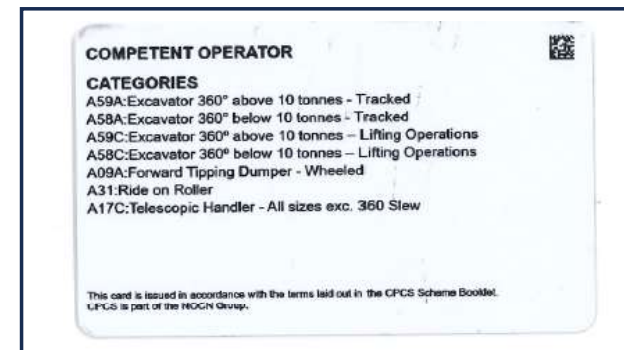 COMPETENT OPERATOR
CATEGORIES
A59A:Excavator 360° above 10 tonnes - Tracked
A58A:Excavator 360° below 10 tonnes - Tracked
A59C:Excavator 360° above 10 tonnes – Lifting Operations
A58C:Excavator 360° below 10 tonnes – Lifting Operations
A09A:Forward Tipping Dumper - Wheeled
A31:Ride on Roller
A17C:Telescopic Handler - All sizes exc. 360 Slew
This card is issued in accordance with the terms laid out in the CPCS Scheme Booklet.
CPCS is part of the NOCN Group.